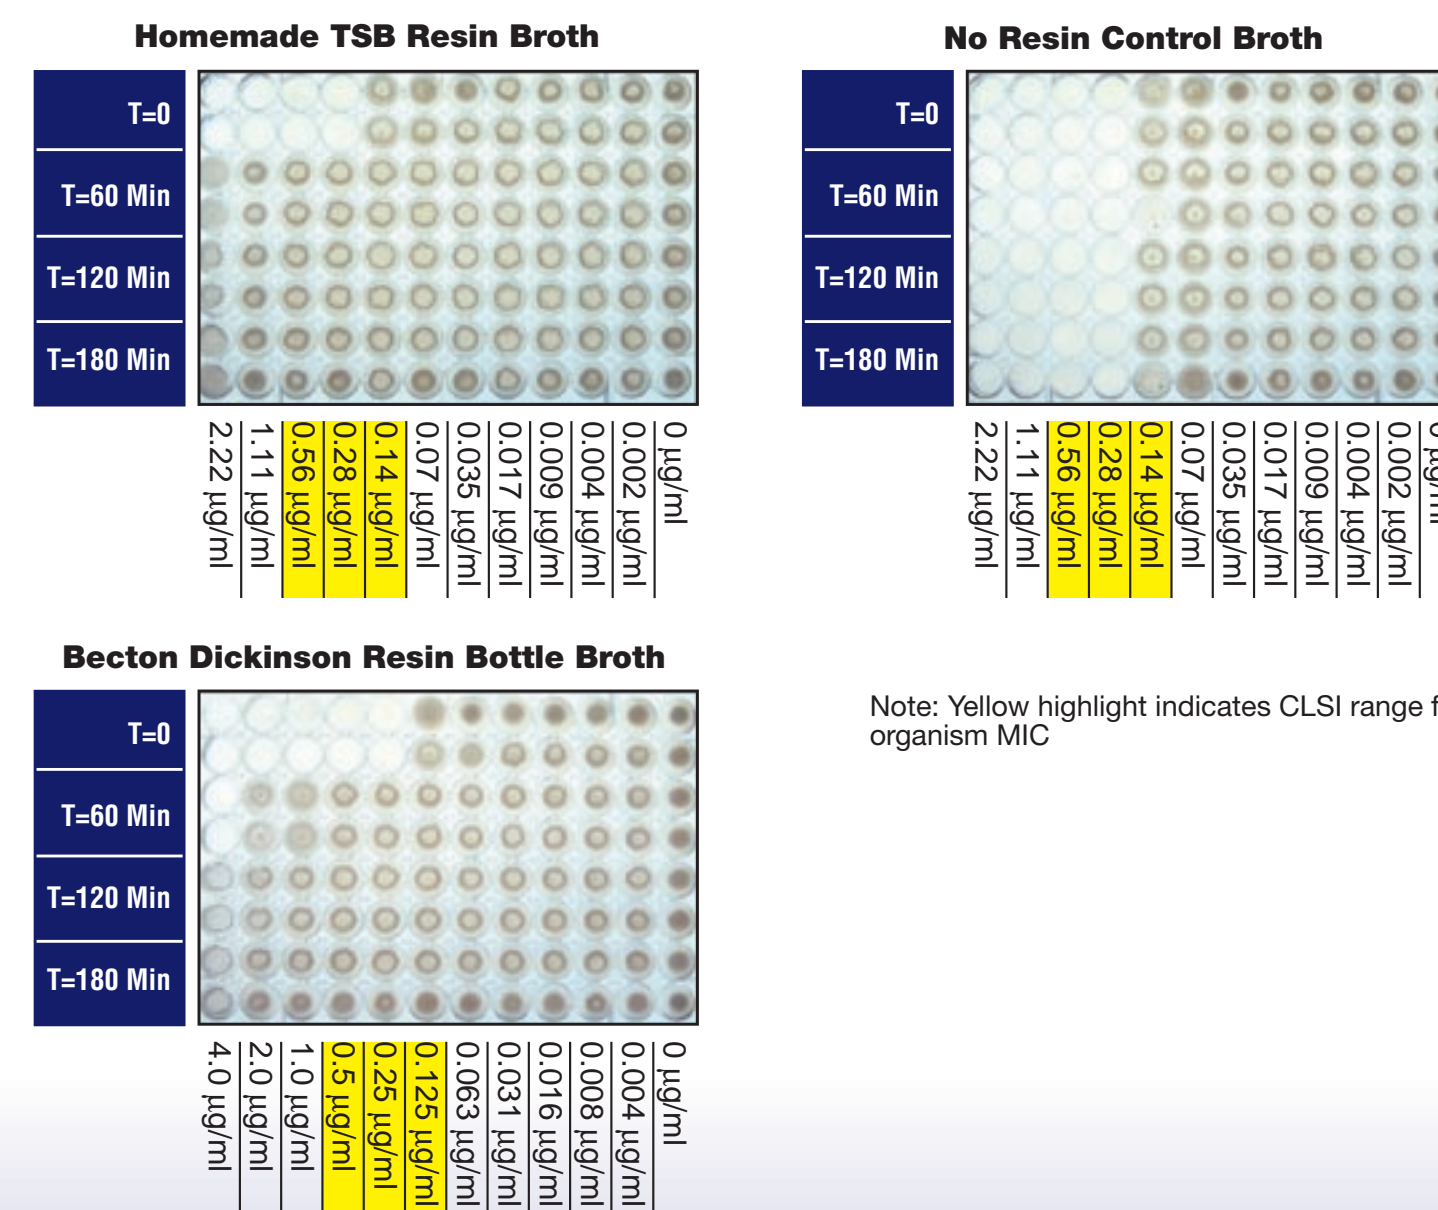 Homemade TSB Resin Broth
T=0
T=60 Min
T=120 Min
T=180 Min
2.22 µg/ml
1.11 µg/ml
0.56 µg/ml
0.28 µg/ml
0.14 µg/ml
0.07 µg/ml
0.035 µg/ml
0.017 µg/ml
0.009 µg/ml
0.004 µg/ml
0.002 µg/ml
0 µg/ml
No Resin Control Broth
T=0
T=60 Min
T=120 Min
T=180 Min
2.22 µg/ml
1.11 µg/ml
0.56 µg/ml
0.28 µg/ml
0.14 µg/ml
0.07 µg/ml
0.035 µg/ml
0.017 µg/ml
0.009 µg/ml
0.004 µg/ml
0.002 µg/ml
Becton Dickinson Resin Bottle Broth
T=0
T=60 Min
T=120 Min
T=180 Min
4.0 µg/ml
2.0 µg/ml
1.0 µg/ml
0.5 µg/ml
0.25 µg/ml
0.125 µg/ml
0.063 µg/ml
0.031 µg/ml
0.016 µg/ml
0.008 µg/ml
0.004 µg/ml
0 µg/ml
Note: Yellow highlight indicates CLSI range
organism MIC